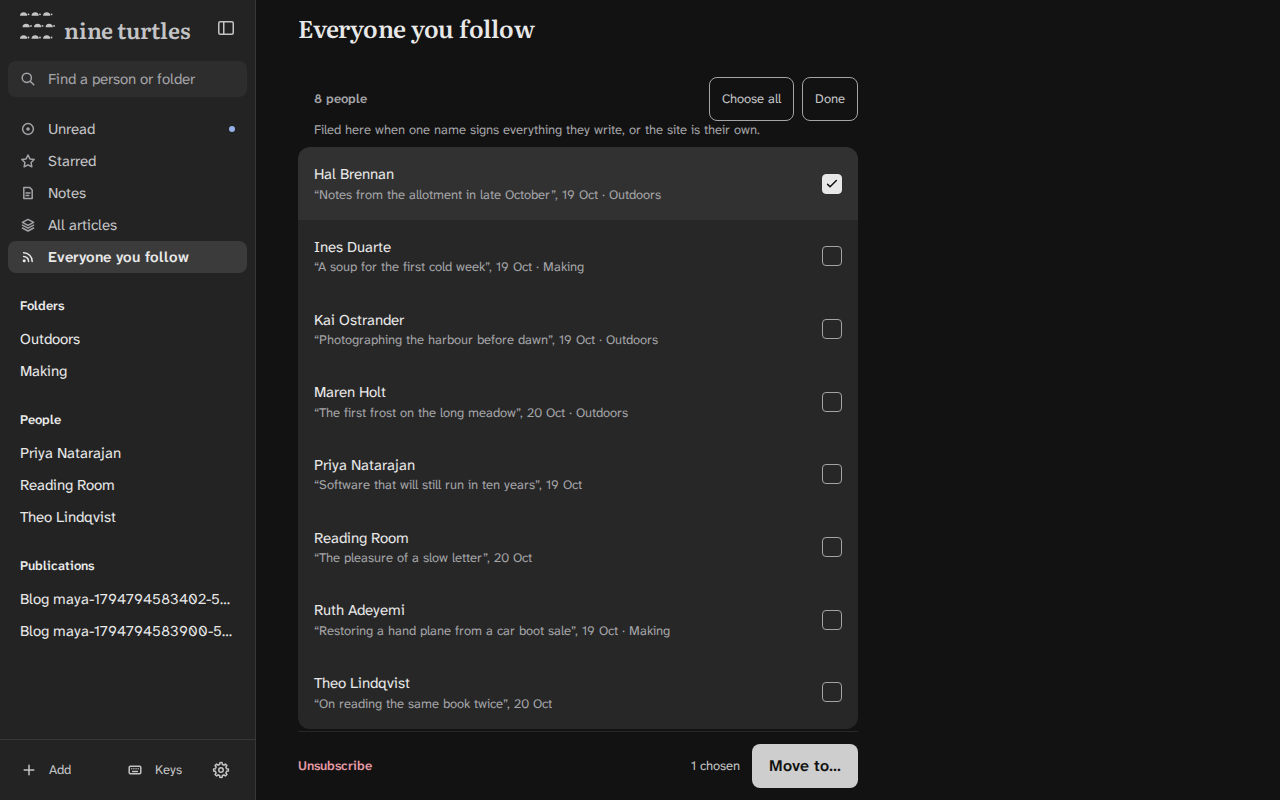 nine turtles
Find a person or folder
Unread
Starred
Notes
All articles
Everyone you follow
Folders
Outdoors
Making
People
Priya Natarajan
Reading Room
Theo Lindqvist
Publications
Blog maya-1794794583402-5...
Blog maya-1794794583900-5...
Add
Keys
Everyone you follow
8 people
Choose all
Done
Filed here when one name signs everything they write, or the site is their own.
Hal Brennan
“Notes from the allotment in late October”, 19 Oct · Outdoors
Ines Duarte
“A soup for the first cold week”, 19 Oct · Making
Kai Ostrander
“Photographing the harbour before dawn”, 19 Oct · Outdoors
Maren Holt
“The first frost on the long meadow”, 20 Oct · Outdoors
Priya Natarajan
“Software that will still run in ten years”, 19 Oct
Reading Room
“The pleasure of a slow letter”, 20 Oct
Ruth Adeyemi
“Restoring a hand plane from a car boot sale”, 19 Oct · Making
Theo Lindqvist
“On reading the same book twice”, 20 Oct
Unsubscribe
1 chosen
Move to...